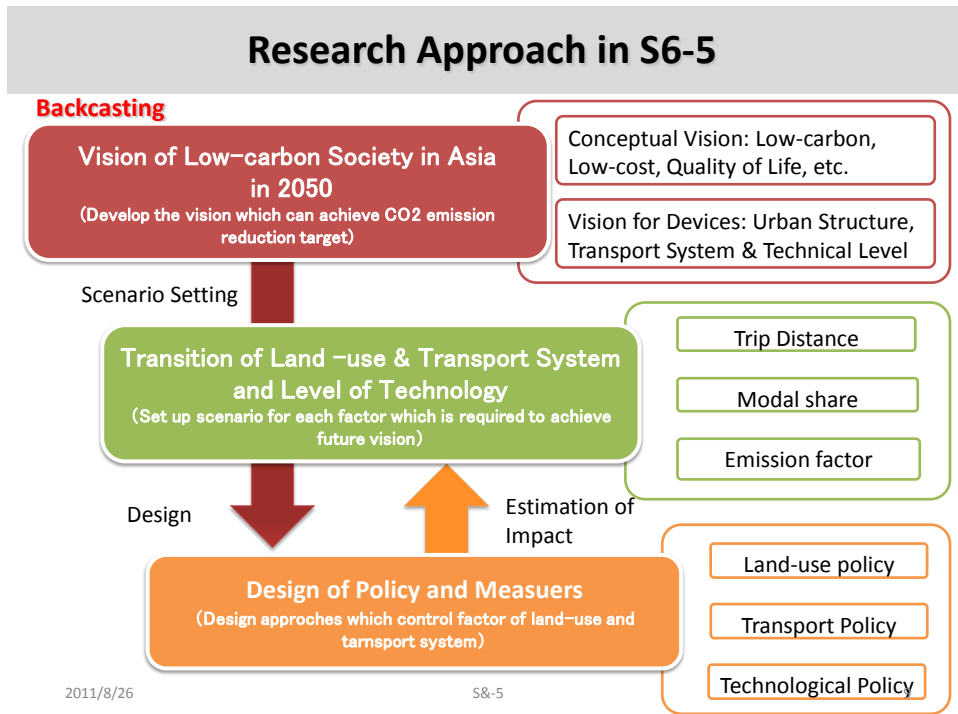 Research Approach in S6-5
Backcasting
Vision of Low-carbon Society in Asia
in 2050
(Develop the vision which can achieve CO2 emission
reduction target)
Conceptual Vision: Low-carbon,
Low-cost, Quality of Life, etc.
Vision for Devices: Urban Structure,
Transport System & Technical Level
Scenario Setting
Transition of Land -use & Transport System
and Level of Technology
(Set up scenario for each factor which is required to achieve
future vision)
Trip Distance
Modal share
Emission factor
Design
Estimation of
Impact
Design of Policy and Measuers
(Design approches which control factor of land-use and
tarnsport system)
Land-use policy
Transport Policy
Technological Policy
2011/8/26
S&-5